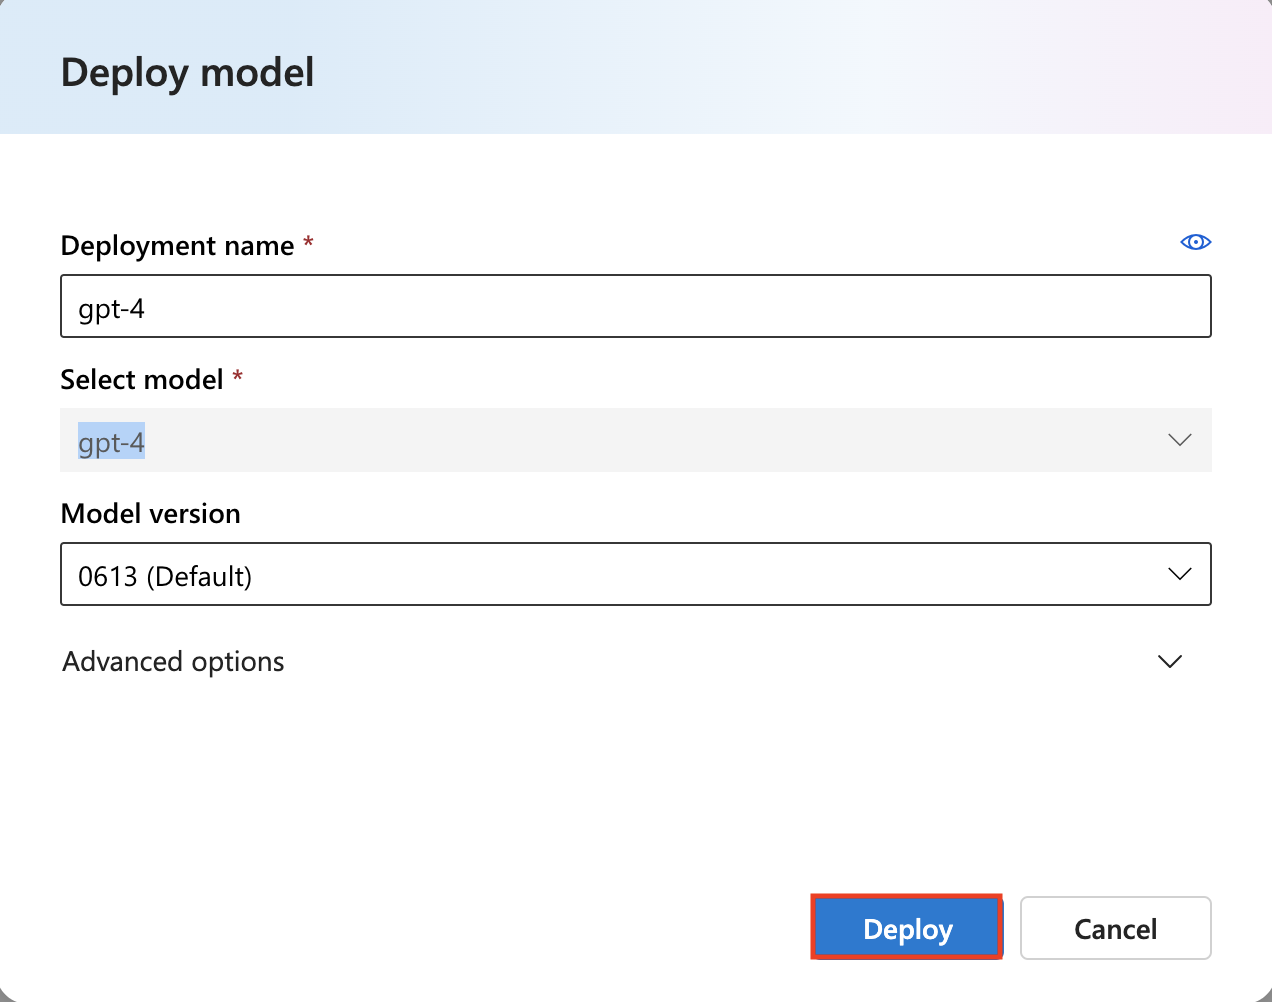 Deploy model
Deployment name *
gpt-4
Select model *
gpt-4
Model version
0613 (Default)
Advanced options
Deploy
Cancel